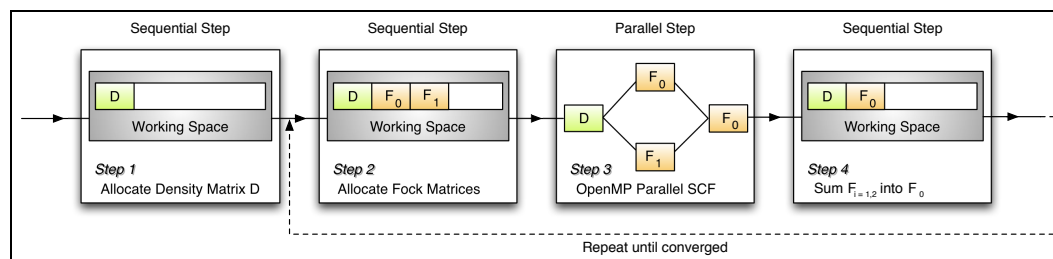 Sequential Step
D
Working Space
Step 1
Allocate Density Matrix D
Sequential Step
D F0 F1
Working Space
Step 2
Allocate Fock Matrices
Parallel Step
F0
D
F0
F1
Step 3
OpenMP Parallel SCF
Sequential Step
D F0
Working Space
Step 4
Sum Fi = 1,2 into F0
Repeat until converged